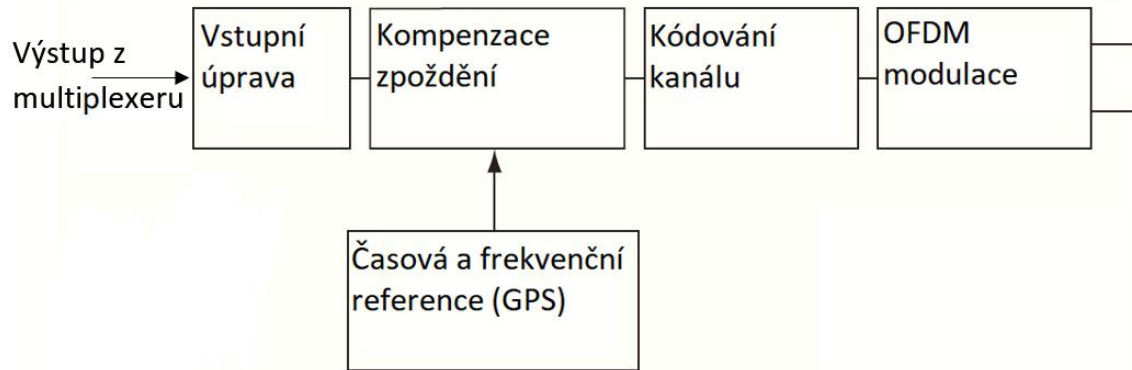 Výstup z
multiplexeru
Vstupní
úprava
Kompenzace
zpoždění
Kódování
kanálu
OFDM
modulace
Časová a frekvenční
reference (GPS)